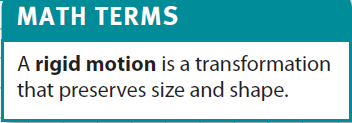 MATH TERMS
A rigid motion is a transformation
that preserves size and shape.